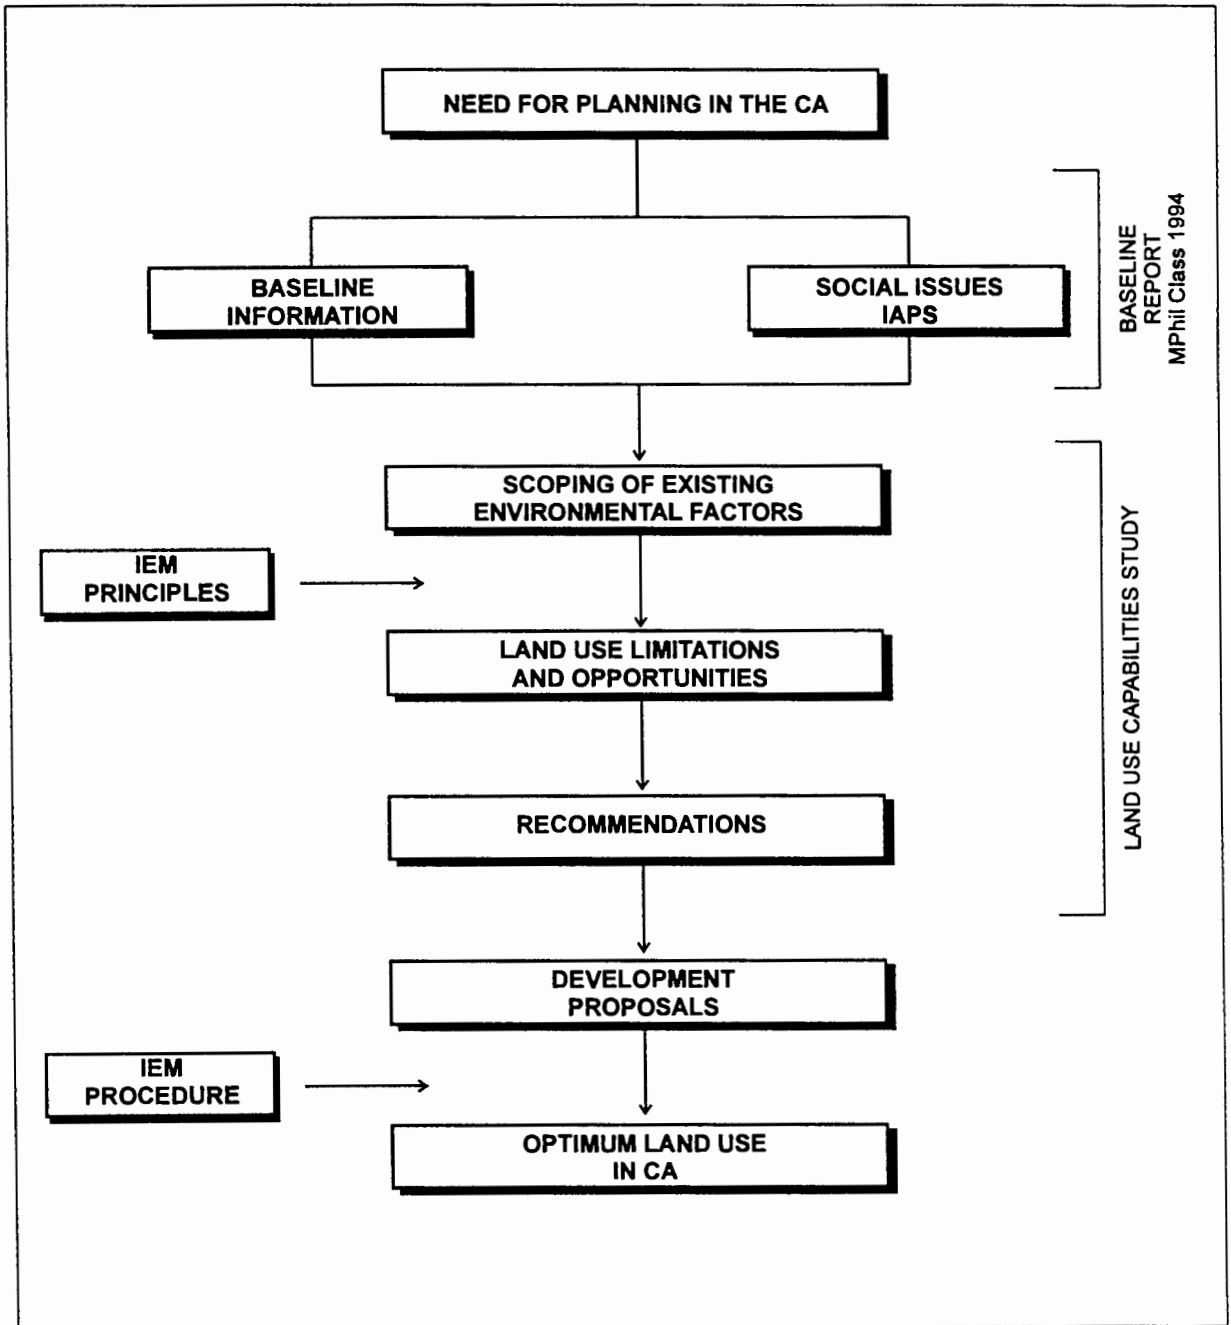 NEED FOR PLANNING IN THE CA
BASELINE
INFORMATION
SOCIAL ISSUES
IAPS
BASELINE
REPORT
MPhil Class 1994
SCOPING OF EXISTING
ENVIRONMENTAL FACTORS
IEM
PRINCIPLES
LAND USE LIMITATIONS
AND OPPORTUNITIES
RECOMMENDATIONS
LAND USE CAPABILITIES STUDY
DEVELOPMENT
PROPOSALS
IEM
PROCEDURE
OPTIMUM LAND USE
IN CA